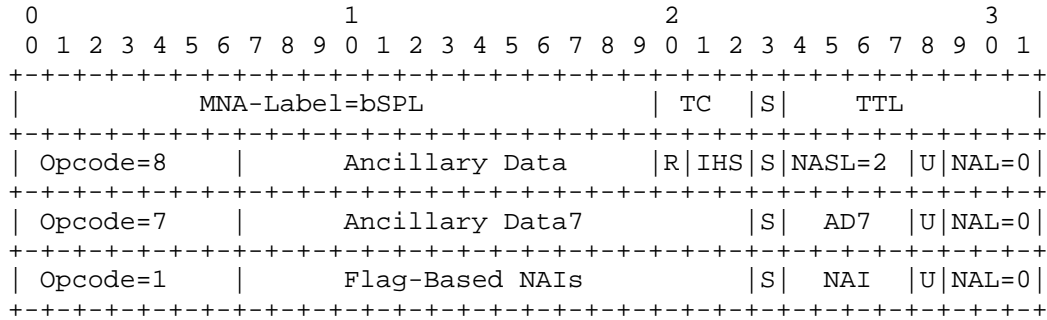 0                   1                   2                   3
 0 1 2 3 4 5 6 7 8 9 0 1 2 3 4 5 6 7 8 9 0 1 2 3 4 5 6 7 8 9 0 1
+-+-+-+-+-+-+-+-+-+-+-+-+-+-+-+-+-+-+-+-+-+-+-+-+-+-+-+-+-+-+-+-+
|           MNA-Label=bSPL              | TC  |S|    TTL        |
+-+-+-+-+-+-+-+-+-+-+-+-+-+-+-+-+-+-+-+-+-+-+-+-+-+-+-+-+-+-+-+-+
| Opcode=8    |      Ancillary Data     |R|IHS|S|NASL=2 |U|NAL=0|
+-+-+-+-+-+-+-+-+-+-+-+-+-+-+-+-+-+-+-+-+-+-+-+-+-+-+-+-+-+-+-+-+
| Opcode=7    |      Ancillary Data7          |S|  AD7  |U|NAL=0|
+-+-+-+-+-+-+-+-+-+-+-+-+-+-+-+-+-+-+-+-+-+-+-+-+-+-+-+-+-+-+-+-+
| Opcode=1    |      Flag-Based NAIs          |S|  NAI  |U|NAL=0|
+-+-+-+-+-+-+-+-+-+-+-+-+-+-+-+-+-+-+-+-+-+-+-+-+-+-+-+-+-+-+-+-+